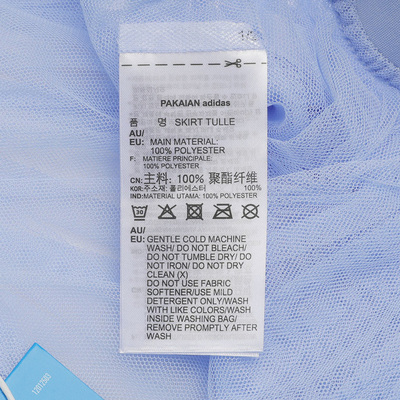 PAKAIAN adidas
품 명 SKIRT TULLE
AU/
EU: MAIN MATERIAL:
100% POLYESTER
F: MATIERE PRINCIPALE:
100% POLYESTER
CN: 主料: 100% 聚酯纤维
KOR: 주소재: 폴리에스터 100%
IND: MATERIAL UTAMA: 100% POLYESTER
30
AU/
EU: GENTLE COLD MACHINE
WASH/ DO NOT BLEACH/
DO NOT TUMBLE DRY/ DO
NOT IRON/ DO NOT DRY
CLEAN (X)
DO NOT USE FABRIC
SOFTENER/USE MILD
DETERGENT ONLY/WASH
WITH LIKE COLORS/WASH
INSIDE WASHING BAG/
REMOVE PROMPTLY AFTER
WASH